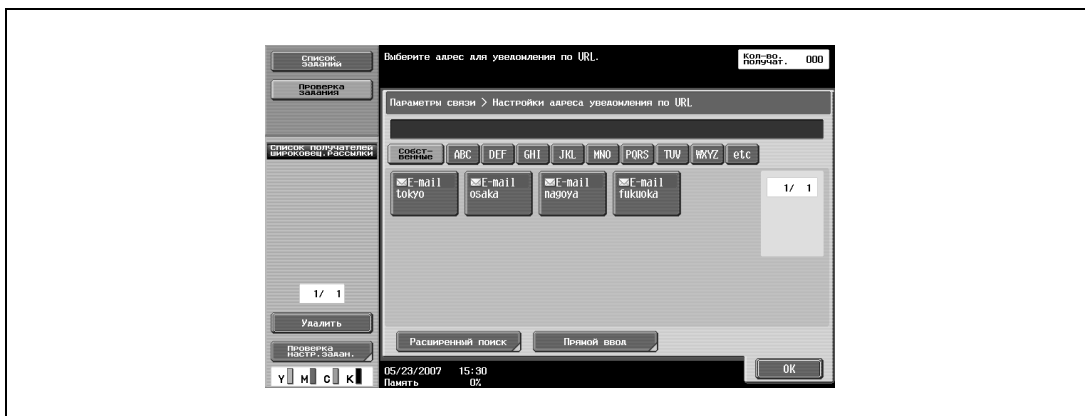 Список
заданий
Выберите адрес для уведомления по URL.
Кол-во.
получат. 000
Проверка
задания
Параметры связи > Настройки адреса уведомления по URL
Список получателей
широковещ.рассылки
Собст-
венные ABC DEF GHI JKL MNO PQRS TUV WXYZ etc
E-mail
tokyo
E-mail
osaka
E-mail
nagoya
E-mail
fukuoka
1/ 1
1/ 1
Удалить
Расширенный поиск Прямой ввод
Проверка
настр.задан.
OK
Y M C K
05/23/2007 15:30
Память 0%